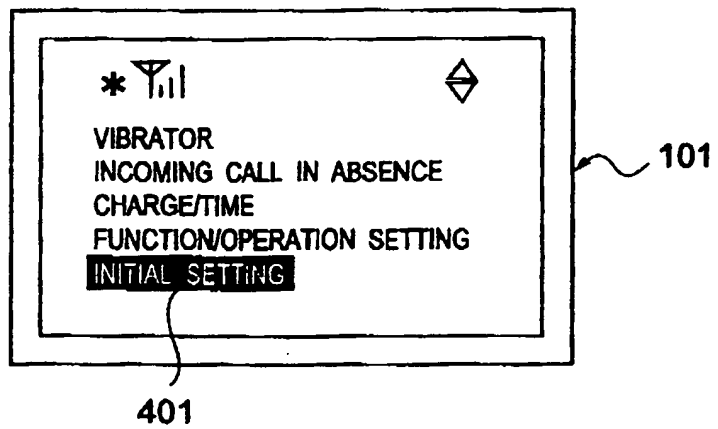 *
VIBRATOR
INCOMING CALL IN ABSENCE
CHARGE/TIME
FUNCTION/OPERATION SETTING
INITIAL SETTING
101
401